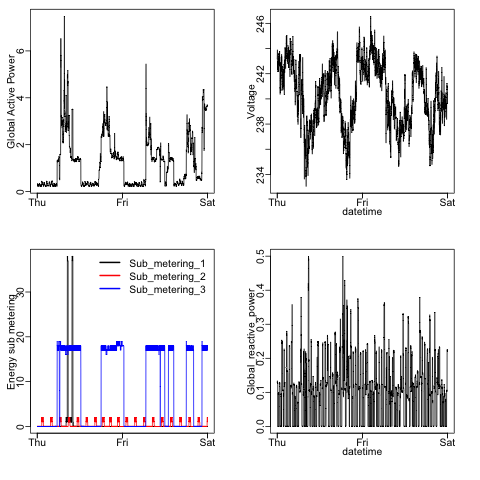 Global Active Power
6
4
2
0
Thu Fri Sat
Voltage
246
242
238
234
Thu Fri Sat
datetime
Energy sub metering
30
20
10
0
Sub_metering_1
Sub_metering_2
Sub_metering_3
Thu Fri Sat
Global_reactive_power
0.5
0.4
0.3
0.2
0.1
0.0
Thu Fri Sat
datetime